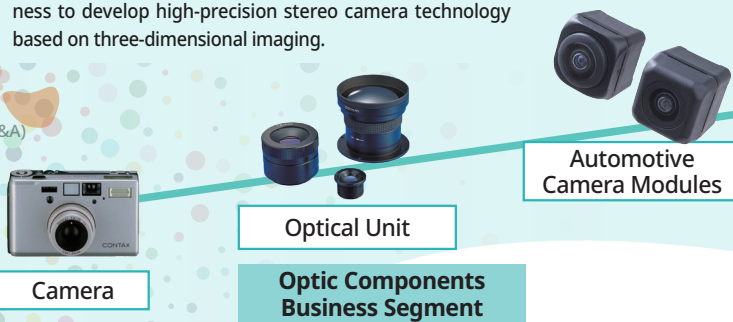 ness to develop high-precision stereo camera technology
based on three-dimensional imaging.
&A)
CONTAX
Camera
Optical Unit
Automotive
Camera Modules
Optic Components
Business Segment